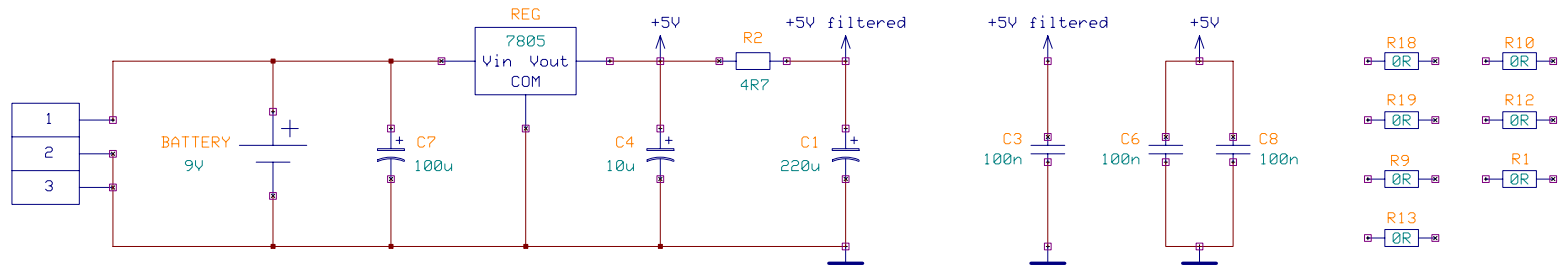 REG
7805
Vin Vout
COM
+5V
R2
4R7
+5V filtered
1
2
3
BATTERY
9V
+
+
C7
100u
+
C4
10u
+
C1
220u
+5V filtered
C3
100n
+5V
C6
100n
C8
100n
R18
0R
R10
0R
R19
0R
R12
0R
R9
0R
R1
0R
R13
0R